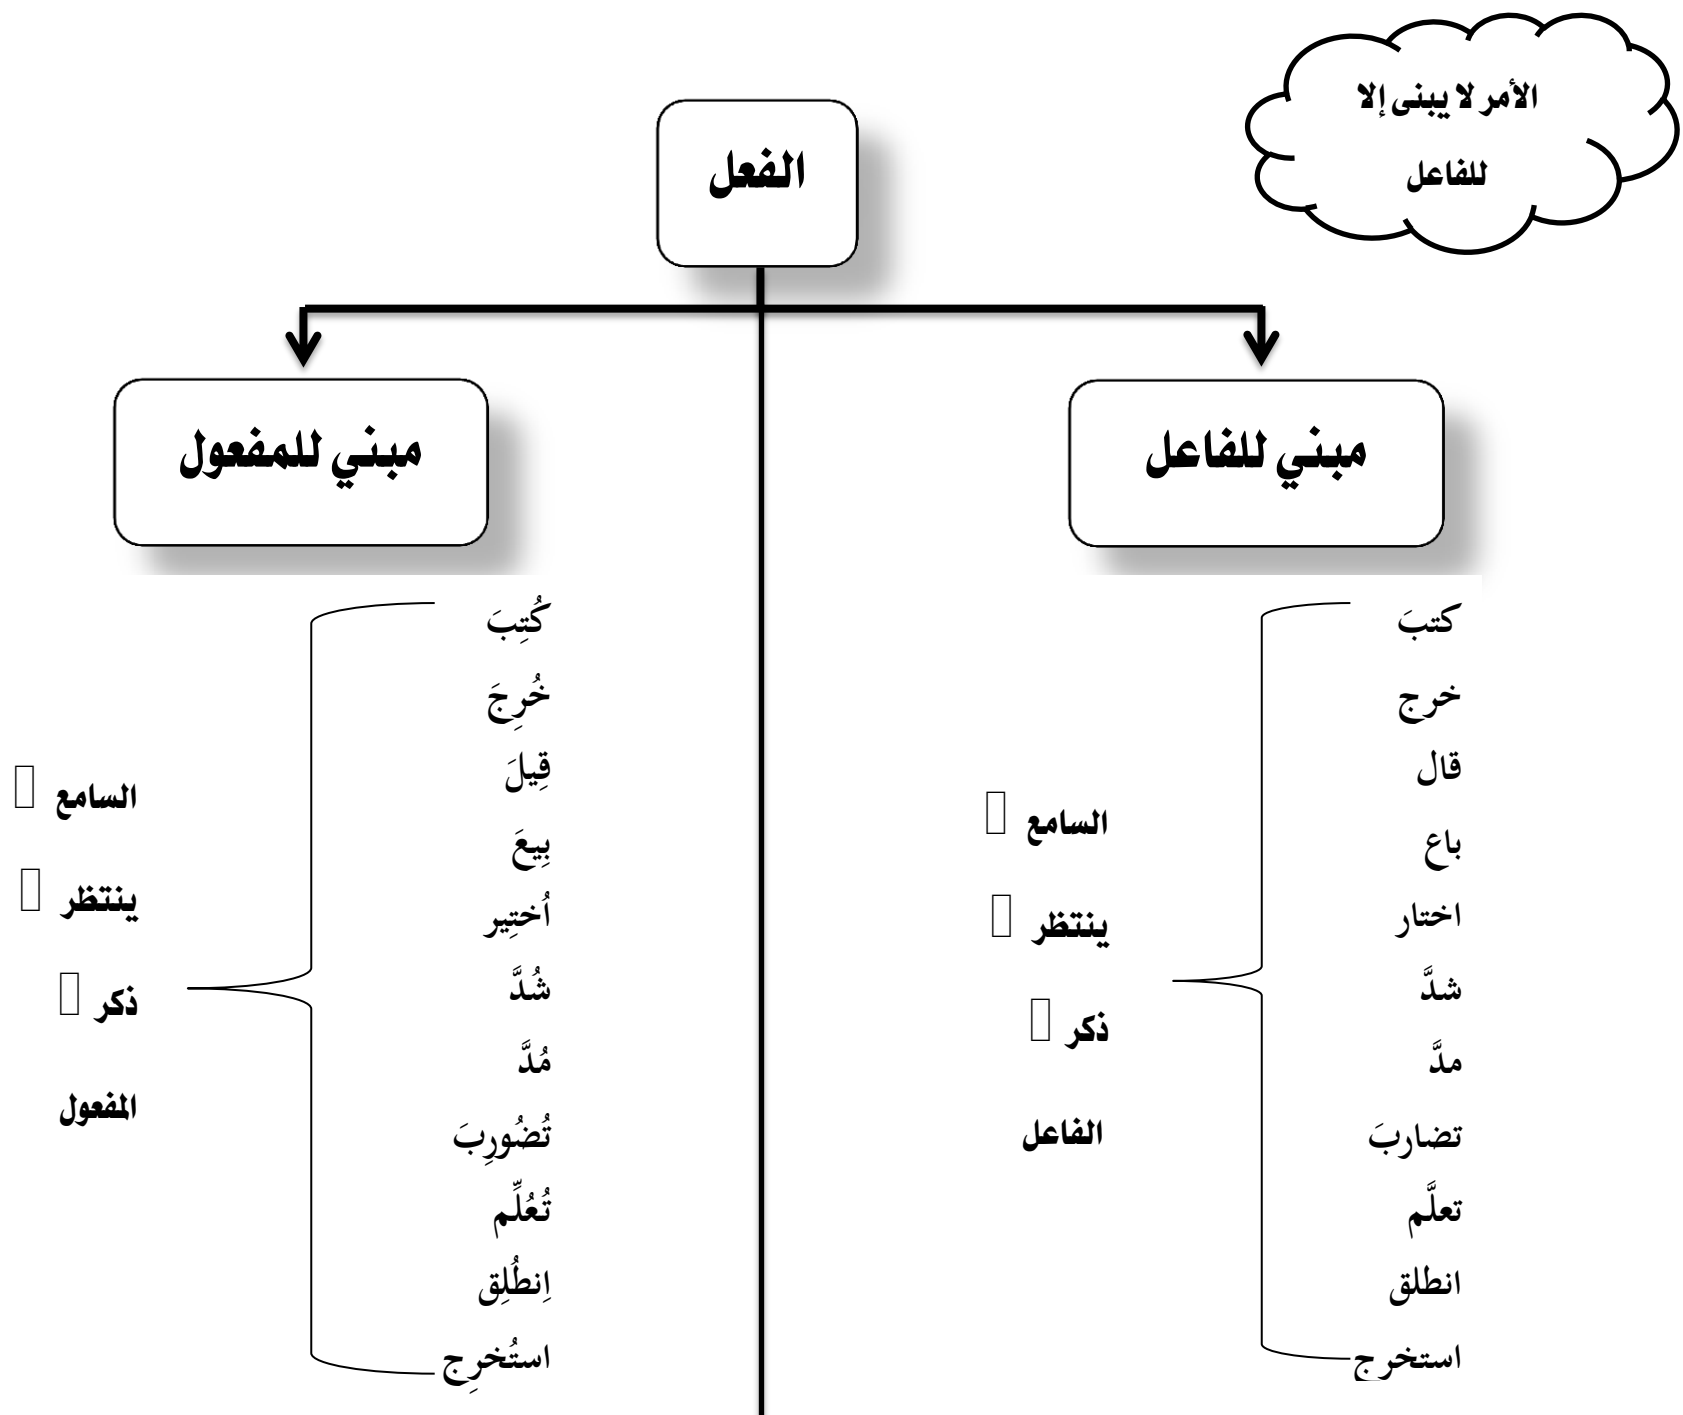 الأمر لا يبنى إلا
للفاعل
الفعل
مبني للفاعل
مبني للمفعول
كتبَ
خرج
قال
باع
اختار
شدَّ
مدَّ
تضاربَ
تعلَّم
انطلق
استخرج
السامع
ينتظر
ذكر
الفاعل
كُتِبَ
خُرِجَ
قِيلَ
بِيعَ
اُختِير
شُدَّ
مُدَّ
تُضُورِبَ
تُعُلِّم
اِنطُلِق
استُخرِج
السامع
ينتظر
ذكر
المفعول